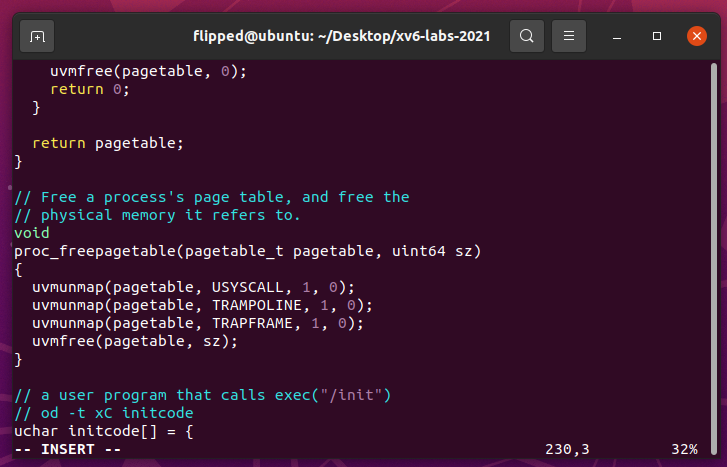 flipped@ubuntu: ~/Desktop/xv6-labs-2021
    uvmfree(pagetable, 0);
    return 0;
  }

  return pagetable;
}

// Free a process's page table, and free the
// physical memory it refers to.
void
proc_freepagetable(pagetable_t pagetable, uint64 sz)
{
  uvmunmap(pagetable, USYSCALL, 1, 0);
  uvmunmap(pagetable, TRAMPOLINE, 1, 0);
  uvmunmap(pagetable, TRAPFRAME, 1, 0);
  uvmfree(pagetable, sz);
}

// a user program that calls exec("/init")
// od -t xC initcode
uchar initcode[] = {
-- INSERT -- 230,3 32%